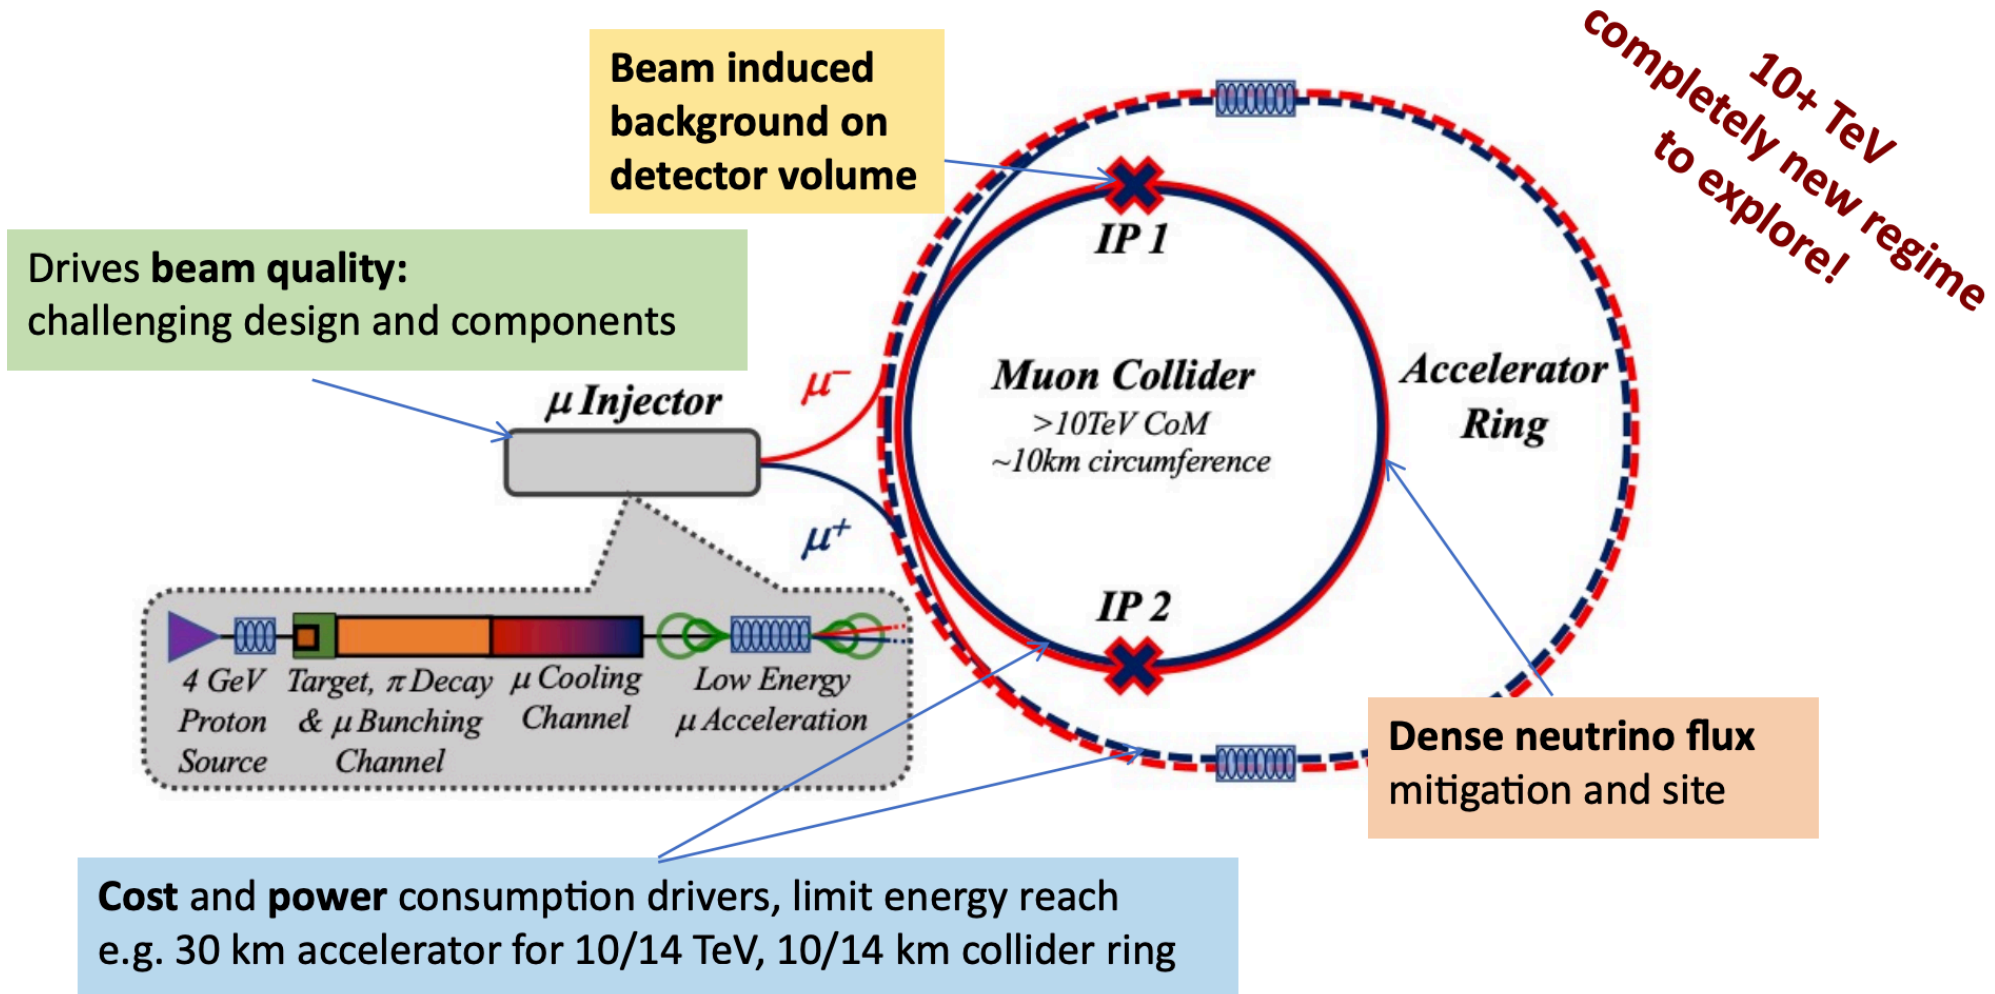 Beam induced
background on
detector volume
10+ TeV
completely new regime
to explore!
Drives beam quality:
challenging design and components
IP 1
μ Injector
μ⁻
μ⁺
Muon Collider
>10TeV CoM
~10km circumference
Accelerator
Ring
IP 2
4 GeV
Proton
Source
Target, π Decay
& μ Bunching
Channel
μ Cooling
Channel
Low Energy
μ Acceleration
Dense neutrino flux
mitigation and site
Cost and power consumption drivers, limit energy reach
e.g. 30 km accelerator for 10/14 TeV, 10/14 km collider ring